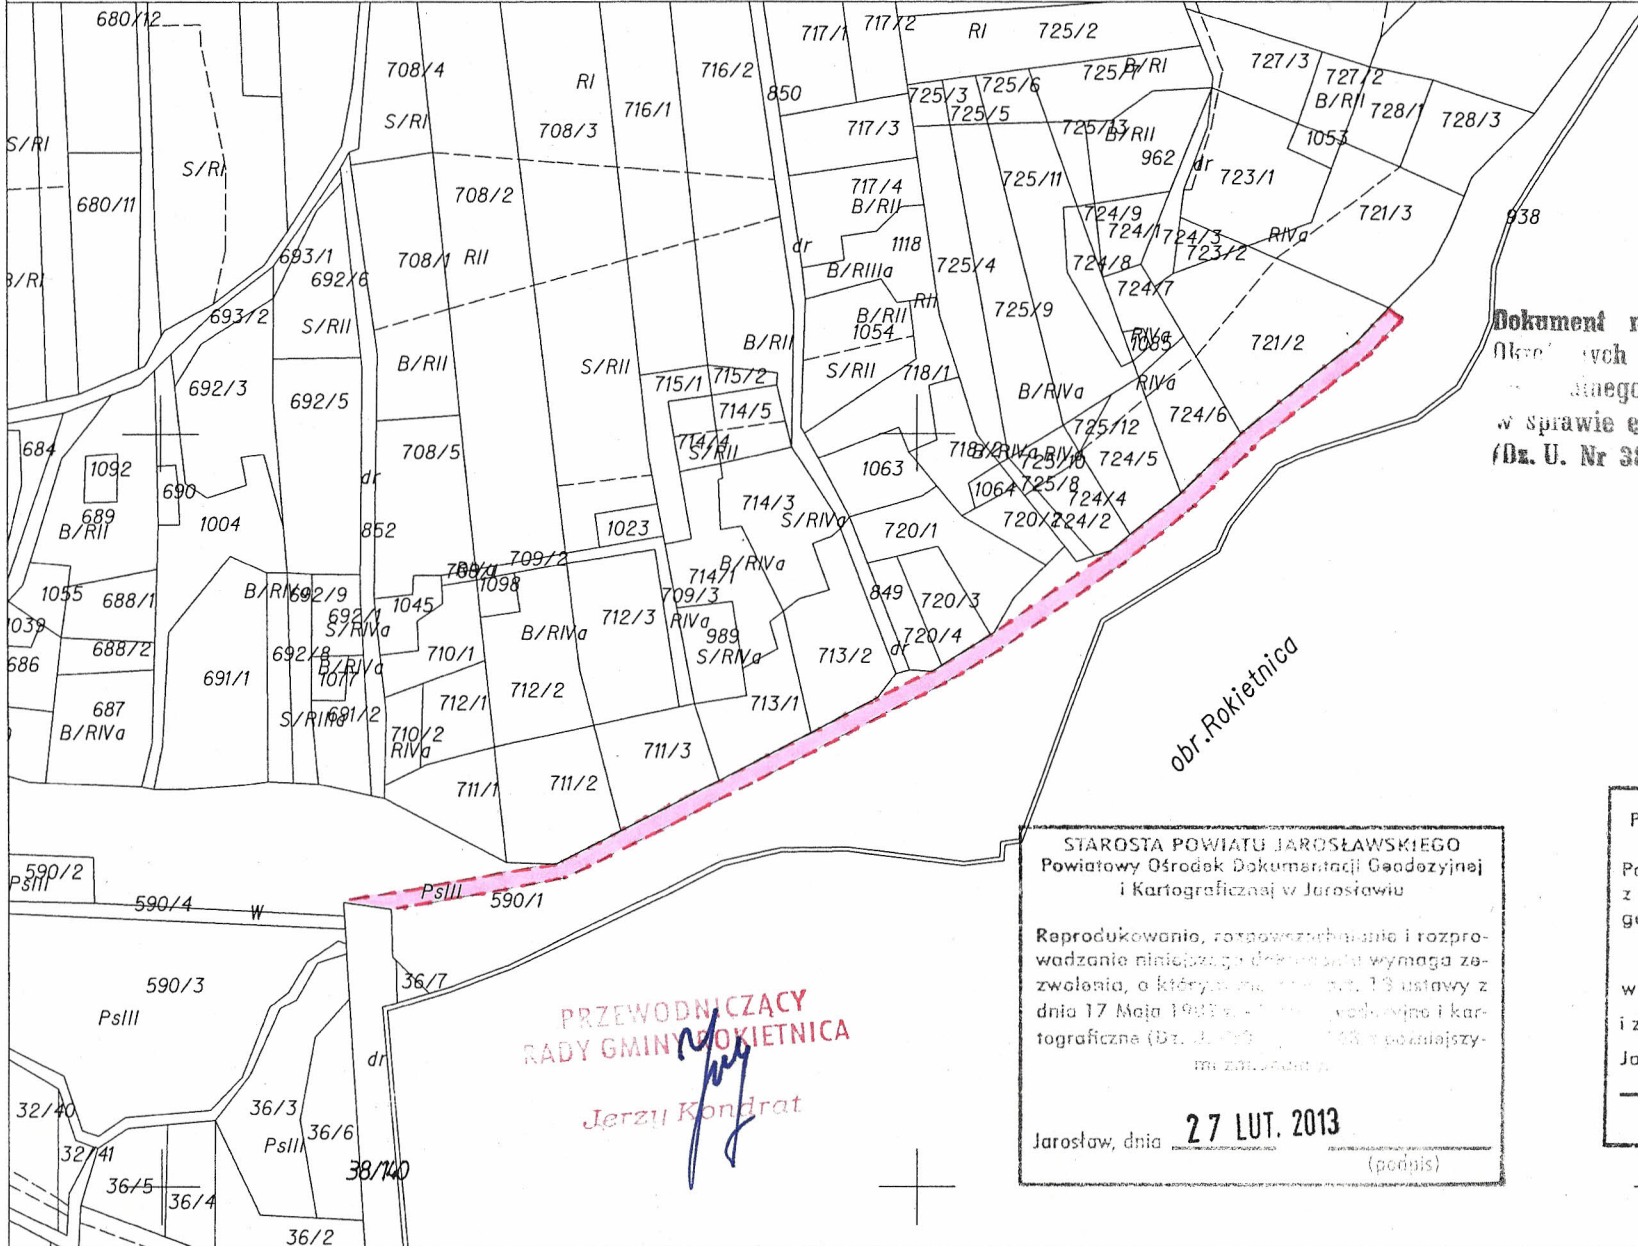 680/12
717/1
717/2
RI
725/2
708/4
RI
716/2
850
725/7
B/RI
727/3
727/2
B/RII
728/1
728/3
716/1
725/3
725/6
725/5
S/RI
708/3
717/3
725/13
B/RII
1053
S/RI
S/RI
962
dr
723/1
680/11
708/2
717/4
B/RII
725/11
724/9
724/1
724/3
723/2
RIVa
721/3
938
693/1
692/6
708/1
RII
dr
1118
B/RIIIa
725/4
724/8
724/7
B/RI
693/2
S/RII
B/RII
1054
RII
725/9
RIVa
1085
721/2
Dokument
B/RII
S/RII
B/RII
S/RII
718/1
692/3
692/5
715/1
715/2
714/5
B/RIVa
RIVa
724/6
w sprawie
(Dz. U. Nr
684
1092
690
708/5
dr
714/4
S/RII
1063
718/2
B/RIVa
RIVa
725/12
725/10
724/5
689
B/RII
1004
852
1023
714/3
S/RIVa
1064
725/8
724/4
720/1
720/2
724/2
1055
688/1
B/RIVa
692/9
692/1
S/RIVa
1045
709/2
1098
B/RIVa
712/3
714/1
B/RIVa
709/3
RIVa
849
720/3
1039
686
688/2
692/8
B/RIVa
1077
710/1
989
S/RIVa
720/4
dr
713/2
691/1
712/1
712/2
687
B/RIVa
S/RIIIa
691/2
710/2
RIVa
713/1
711/3
711/1
711/2
obr.Rokietnica
590/2
PsIII
590/4
W
PsIII
590/1
590/3
PsIII
36/7
dr
32/40
32/41
36/3
PsIII
36/6
36/5
36/4
38/140
36/2
PRZEWODNICZĄCY
RADY GMINY ROKIETNICA
Jerzy Kondrat
STAROSTA POWIATU JAROSŁAWSKIEGO
Powiatowy Ośrodek Dokumentacji Geodezyjnej
i Kartograficznej w Jarosławiu
Reprodukowanie, rozpowszechnianie i rozpro-
wadzanie niniejszego dokumentu wymaga ze-
zwolenia, o którym ustawy z
dnia 17 Maja i kar-
tograficzne
Jarosław, dnia 27 LUT. 2013
(podpis)